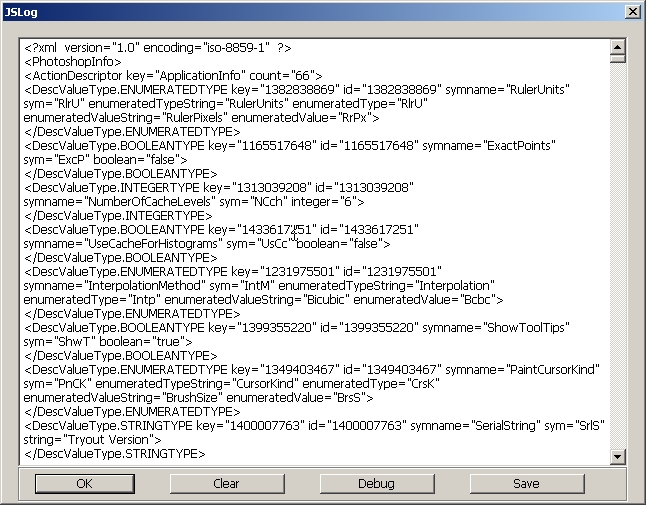 JSLog
<?xml  version="1.0" encoding="iso-8859-1"  ?>
<PhotoshopInfo>
<ActionDescriptor key="ApplicationInfo" count="66">
<DescValueType.ENUMERATEDTYPE key="1382838869" id="1382838869" symname="RulerUnits"
sym="RlrU" enumeratedTypeString="RulerUnits" enumeratedType="RlrU"
enumeratedValueString="RulerPixels" enumeratedValue="RrPx">
</DescValueType.ENUMERATEDTYPE>
<DescValueType.BOOLEANTYPE key="1165517648" id="1165517648" symname="ExactPoints"
sym="ExcP" boolean="false">
</DescValueType.BOOLEANTYPE>
<DescValueType.INTEGERTYPE key="1313039208" id="1313039208"
symname="NumberOfCacheLevels" sym="NCch" integer="6">
</DescValueType.INTEGERTYPE>
<DescValueType.BOOLEANTYPE key="1433617251" id="1433617251"
symname="UseCacheForHistograms" sym="UsCc" boolean="false">
</DescValueType.BOOLEANTYPE>
<DescValueType.ENUMERATEDTYPE key="1231975501" id="1231975501"
symname="InterpolationMethod" sym="IntM" enumeratedTypeString="Interpolation"
enumeratedType="Intp" enumeratedValueString="Bicubic" enumeratedValue="Bcbc">
</DescValueType.ENUMERATEDTYPE>
<DescValueType.BOOLEANTYPE key="1399355220" id="1399355220" symname="ShowToolTips"
sym="ShwT" boolean="true">
</DescValueType.BOOLEANTYPE>
<DescValueType.ENUMERATEDTYPE key="1349403467" id="1349403467" symname="PaintCursorKind"
sym="PnCK" enumeratedTypeString="CursorKind" enumeratedType="CrsK"
enumeratedValueString="BrushSize" enumeratedValue="BrsS">
</DescValueType.ENUMERATEDTYPE>
<DescValueType.STRINGTYPE key="1400007763" id="1400007763" symname="SerialString" sym="SrlS"
string="Tryout Version">
</DescValueType.STRINGTYPE>
OK Clear Debug Save